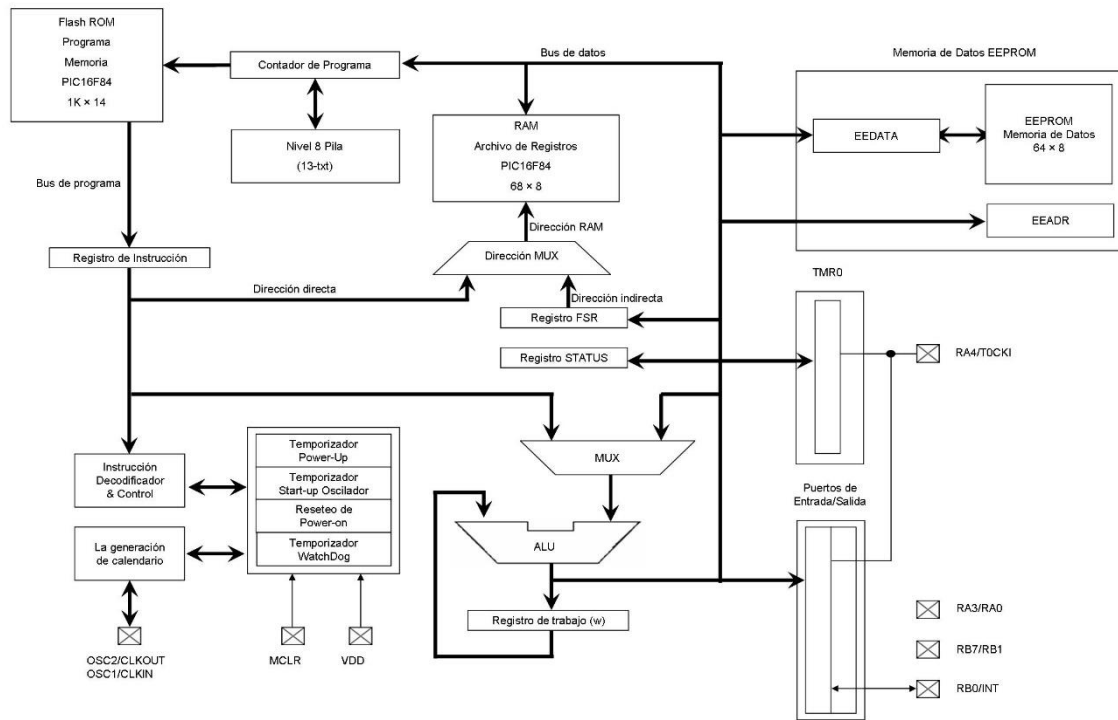 Flash ROM
Programa
Memoria
PIC16F84
1K × 14
Contador de Programa
Bus de datos
Memoria de Datos EEPROM
Nivel 8 Pila
(13-txt)
RAM
Archivo de Registros
PIC16F84
68 × 8
EEDATA
EEPROM
Memoria de Datos
64 × 8
Bus de programa
EEADR
Dirección RAM
Registro de Instrucción
Dirección MUX
TMR0
Dirección directa
Dirección indirecta
Registro FSR
Registro STATUS
RA4/T0CKI
Temporizador
Power-Up
Temporizador
Start-up Oscilador
Reseteo de
Power-on
Temporizador
WatchDog
Instrucción
Decodificador
& Control
MUX
Puertos de
Entrada/Salida
La generación
de calendario
ALU
Registro de trabajo (w)
RA3/RA0
RB7/RB1
RB0/INT
OSC2/CLKOUT
OSC1/CLKIN
MCLR
VDD